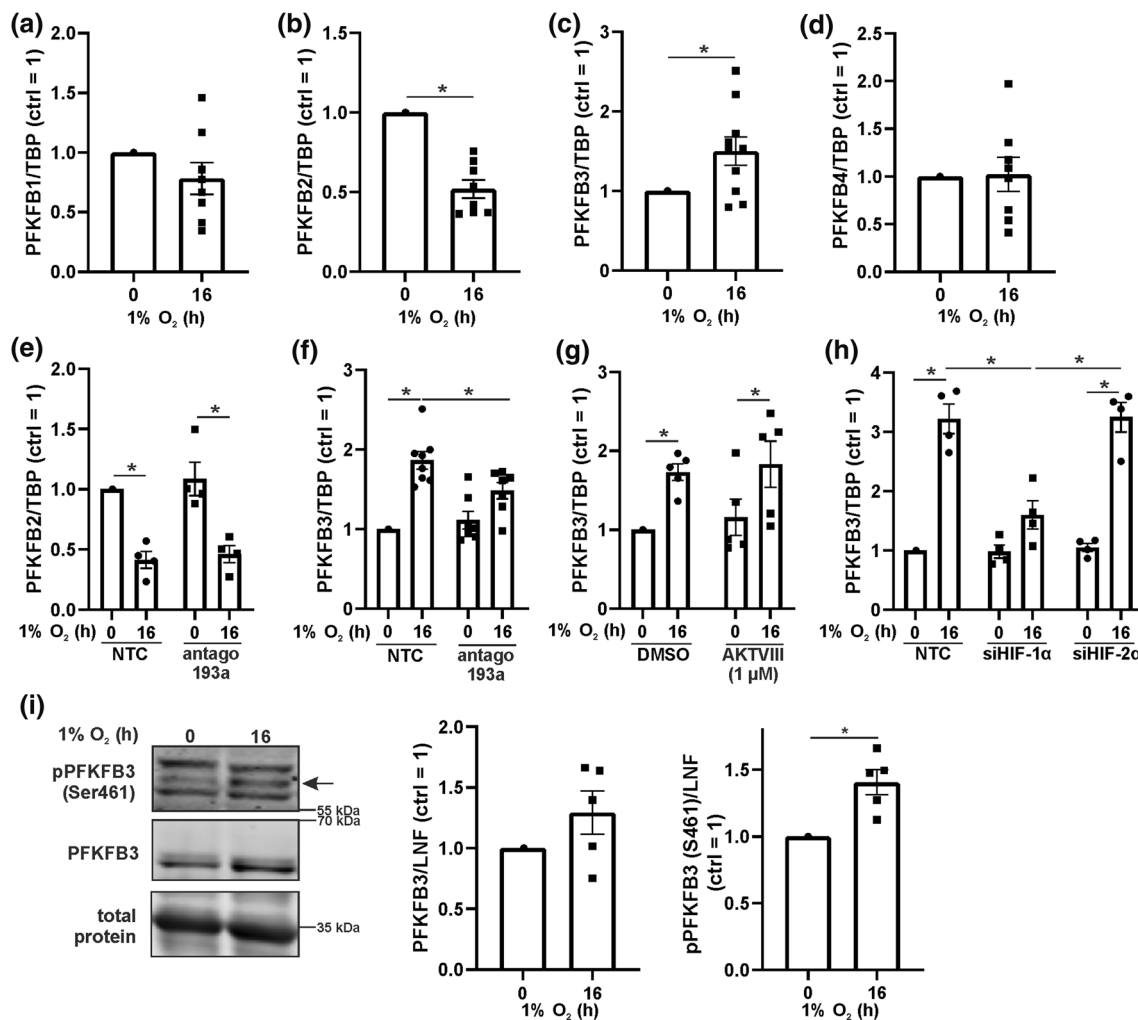 (a)
PFKFB1/TBP (ctrl = 1)
2.0
1.5
1.0
0.5
0.0
0 16
1% O₂ (h)
(b)
PFKFB2/TBP (ctrl = 1)
1.5
1.0
0.5
0.0
*
0 16
1% O₂ (h)
(c)
PFKFB3/TBP (ctrl = 1)
3
2
1
0
*
0 16
1% O₂ (h)
(d)
PFKFB4/TBP (ctrl = 1)
2.5
2.0
1.5
1.0
0.5
0.0
0 16
1% O₂ (h)
(e)
PFKFB2/TBP (ctrl = 1)
2.0
1.5
1.0
0.5
0.0
* *
1% O₂ (h) 0 16 0 16
NTC antago
193a
(f)
PFKFB3/TBP (ctrl = 1)
3
2
1
0
* *
1% O₂ (h) 0 16 0 16
NTC antago
193a
(g)
PFKFB3/TBP (ctrl = 1)
3
2
1
0
* *
1% O₂ (h) 0 16 0 16
DMSO AKTVIII
(1 µM)
(h)
PFKFB3/TBP (ctrl = 1)
4
3
2
1
0
* * * *
1% O₂ (h) 0 16 0 16 0 16
NTC siHIF-1α siHIF-2α
(i)
1% O₂ (h) 0 16
pPFKFB3
(Ser461)
55 kDa
70 kDa
PFKFB3
total
protein
35 kDa
PFKFB3/LNF (ctrl = 1)
2.0
1.5
1.0
0.5
0.0
0 16
1% O₂ (h)
pPFKFB3 (S461)/LNF
(ctrl = 1)
2.0
1.5
1.0
0.5
0.0
*
0 16
1% O₂ (h)